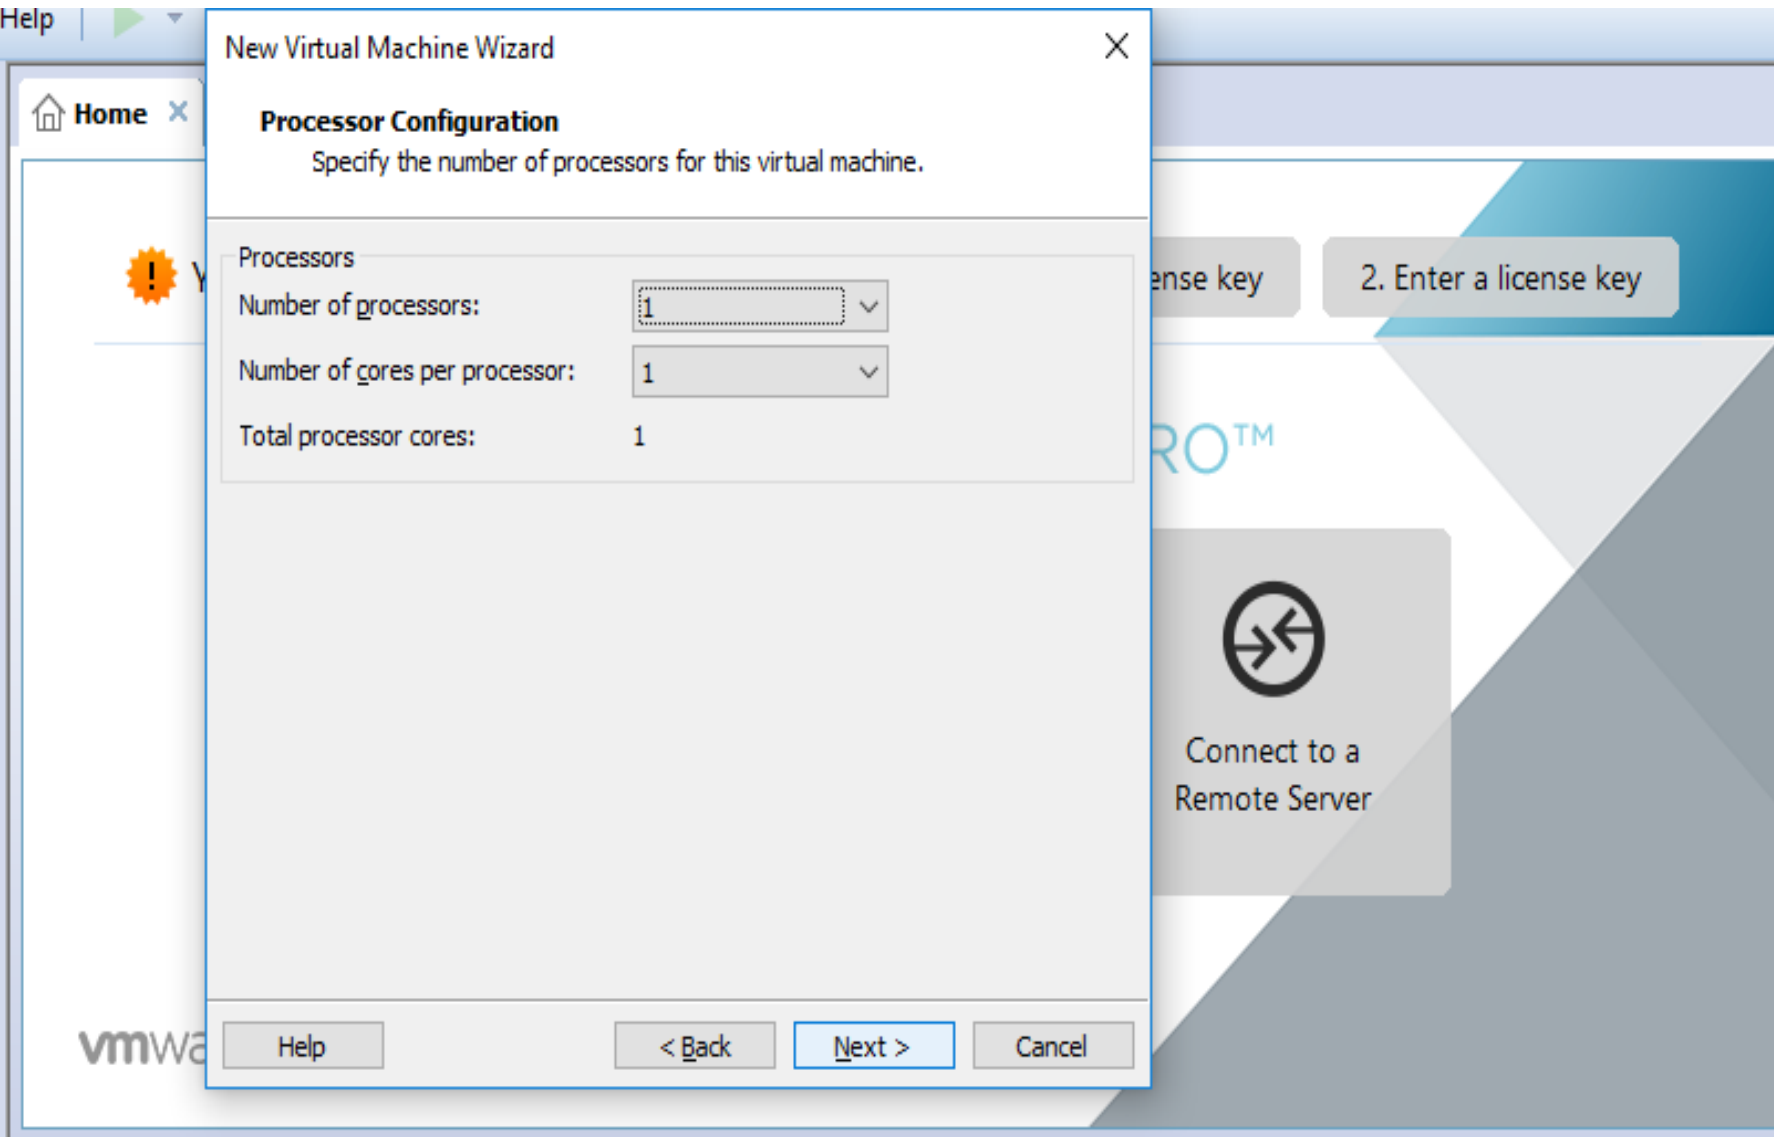 Help
New Virtual Machine Wizard
Home
Processor Configuration
Specify the number of processors for this virtual machine.
Processors
Number of processors: 1
Number of cores per processor: 1
Total processor cores: 1
ense key
2. Enter a license key
RO™
Connect to a
Remote Server
vmwa
Help
< Back
Next >
Cancel